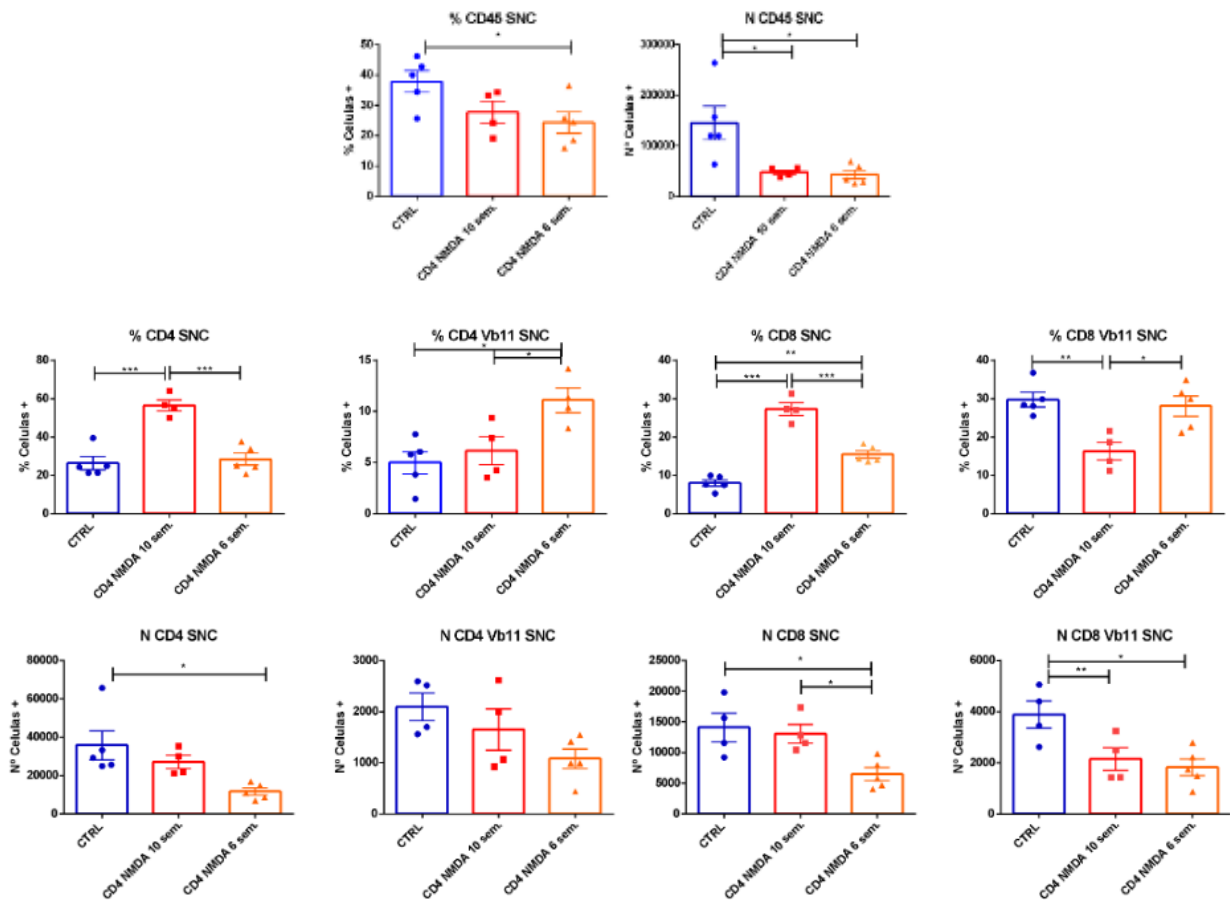 % CD45 SNC
N CD45 SNC
*
*
*
% Celulas +
50
40
30
20
10
0
Nº Celulas +
300000
200000
100000
0
CTRL
CD4 NMDA 10 sem.
CD4 NMDA 6 sem.
CTRL
CD4 NMDA 10 sem.
CD4 NMDA 6 sem.
% CD4 SNC
% CD4 Vb11 SNC
% CD8 SNC
% CD8 Vb11 SNC
% Celulas +
80
60
40
20
0
*** ***
% Celulas +
15
10
5
0
*
*
% Celulas +
40
30
20
10
0
**
*** ***
% Celulas +
40
30
20
10
0
** *
CTRL
CD4 NMDA 10 sem.
CD4 NMDA 6 sem.
CTRL
CD4 NMDA 10 sem.
CD4 NMDA 6 sem.
CTRL
CD4 NMDA 10 sem.
CD4 NMDA 6 sem.
CTRL
CD4 NMDA 10 sem.
CD4 NMDA 6 sem.
N CD4 SNC
N CD4 Vb11 SNC
N CD8 SNC
N CD8 Vb11 SNC
Nº Celulas +
80000
60000
40000
20000
0
*
Nº Celulas +
3000
2000
1000
0
Nº Celulas +
25000
20000
15000
10000
5000
0
*
*
Nº Celulas +
6000
4000
2000
0
*
**
CTRL
CD4 NMDA 10 sem.
CD4 NMDA 6 sem.
CTRL
CD4 NMDA 10 sem.
CD4 NMDA 6 sem.
CTRL
CD4 NMDA 10 sem.
CD4 NMDA 6 sem.
CTRL
CD4 NMDA 10 sem.
CD4 NMDA 6 sem.